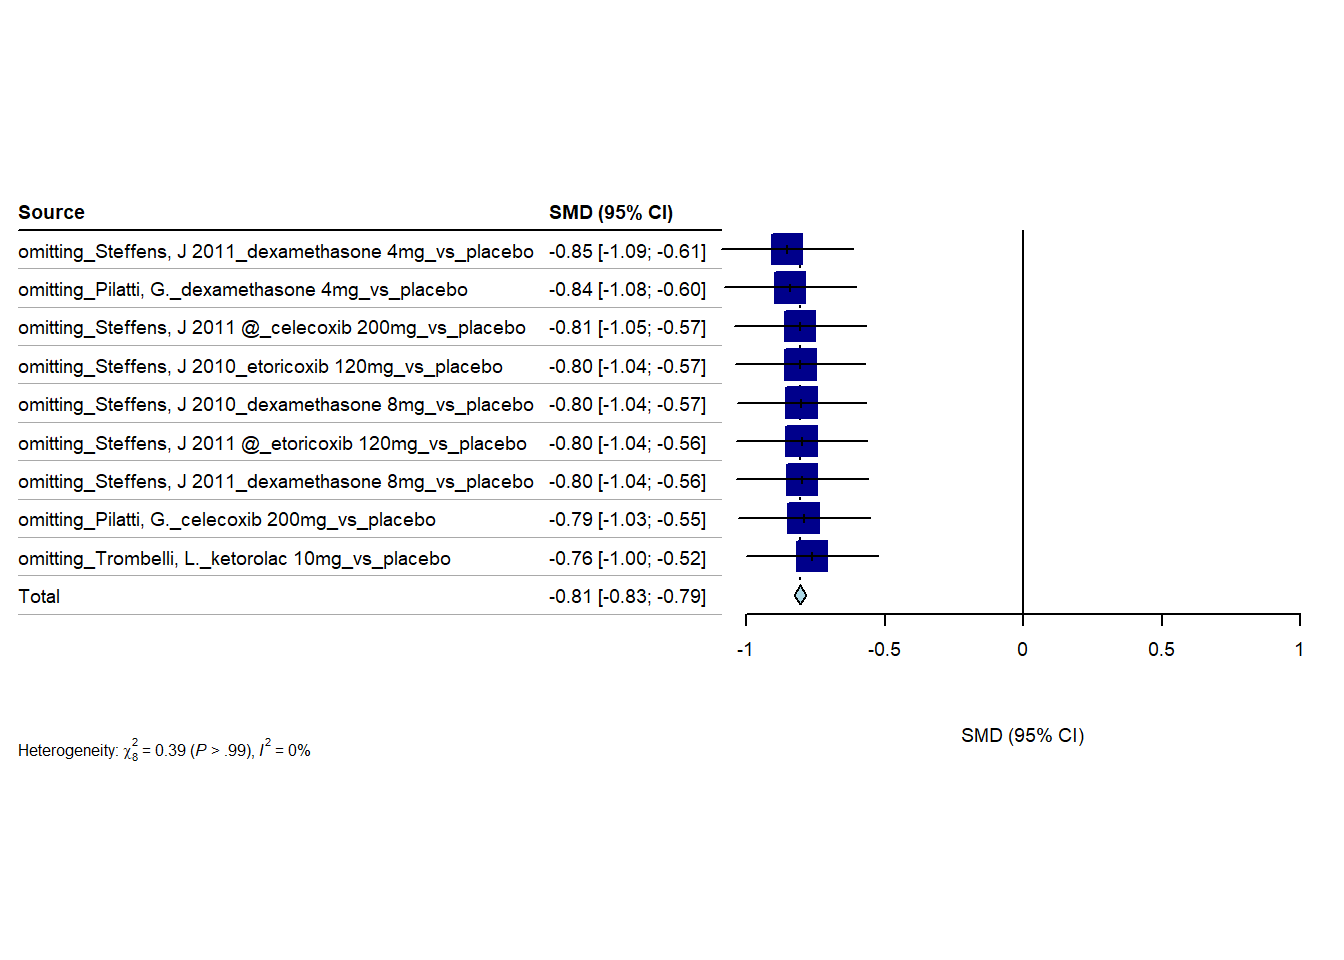 Source SMD (95% CI)
omitting_Steffens, J 2011_dexamethasone 4mg_vs_placebo -0.85 [-1.09; -0.61]
omitting_Pilatti, G._dexamethasone 4mg_vs_placebo -0.84 [-1.08; -0.60]
omitting_Steffens, J 2011 @_celecoxib 200mg_vs_placebo -0.81 [-1.05; -0.57]
omitting_Steffens, J 2010_etoricoxib 120mg_vs_placebo -0.80 [-1.04; -0.57]
omitting_Steffens, J 2010_dexamethasone 8mg_vs_placebo -0.80 [-1.04; -0.57]
omitting_Steffens, J 2011 @_etoricoxib 120mg_vs_placebo -0.80 [-1.04; -0.56]
omitting_Steffens, J 2011_dexamethasone 8mg_vs_placebo -0.80 [-1.04; -0.56]
omitting_Pilatti, G._celecoxib 200mg_vs_placebo -0.79 [-1.03; -0.55]
omitting_Trombelli, L._ketorolac 10mg_vs_placebo -0.76 [-1.00; -0.52]
Total -0.81 [-0.83; -0.79]
-1 -0.5 0 0.5 1
SMD (95% CI)
Heterogeneity: χ²₈ = 0.39 (P > .99), I² = 0%